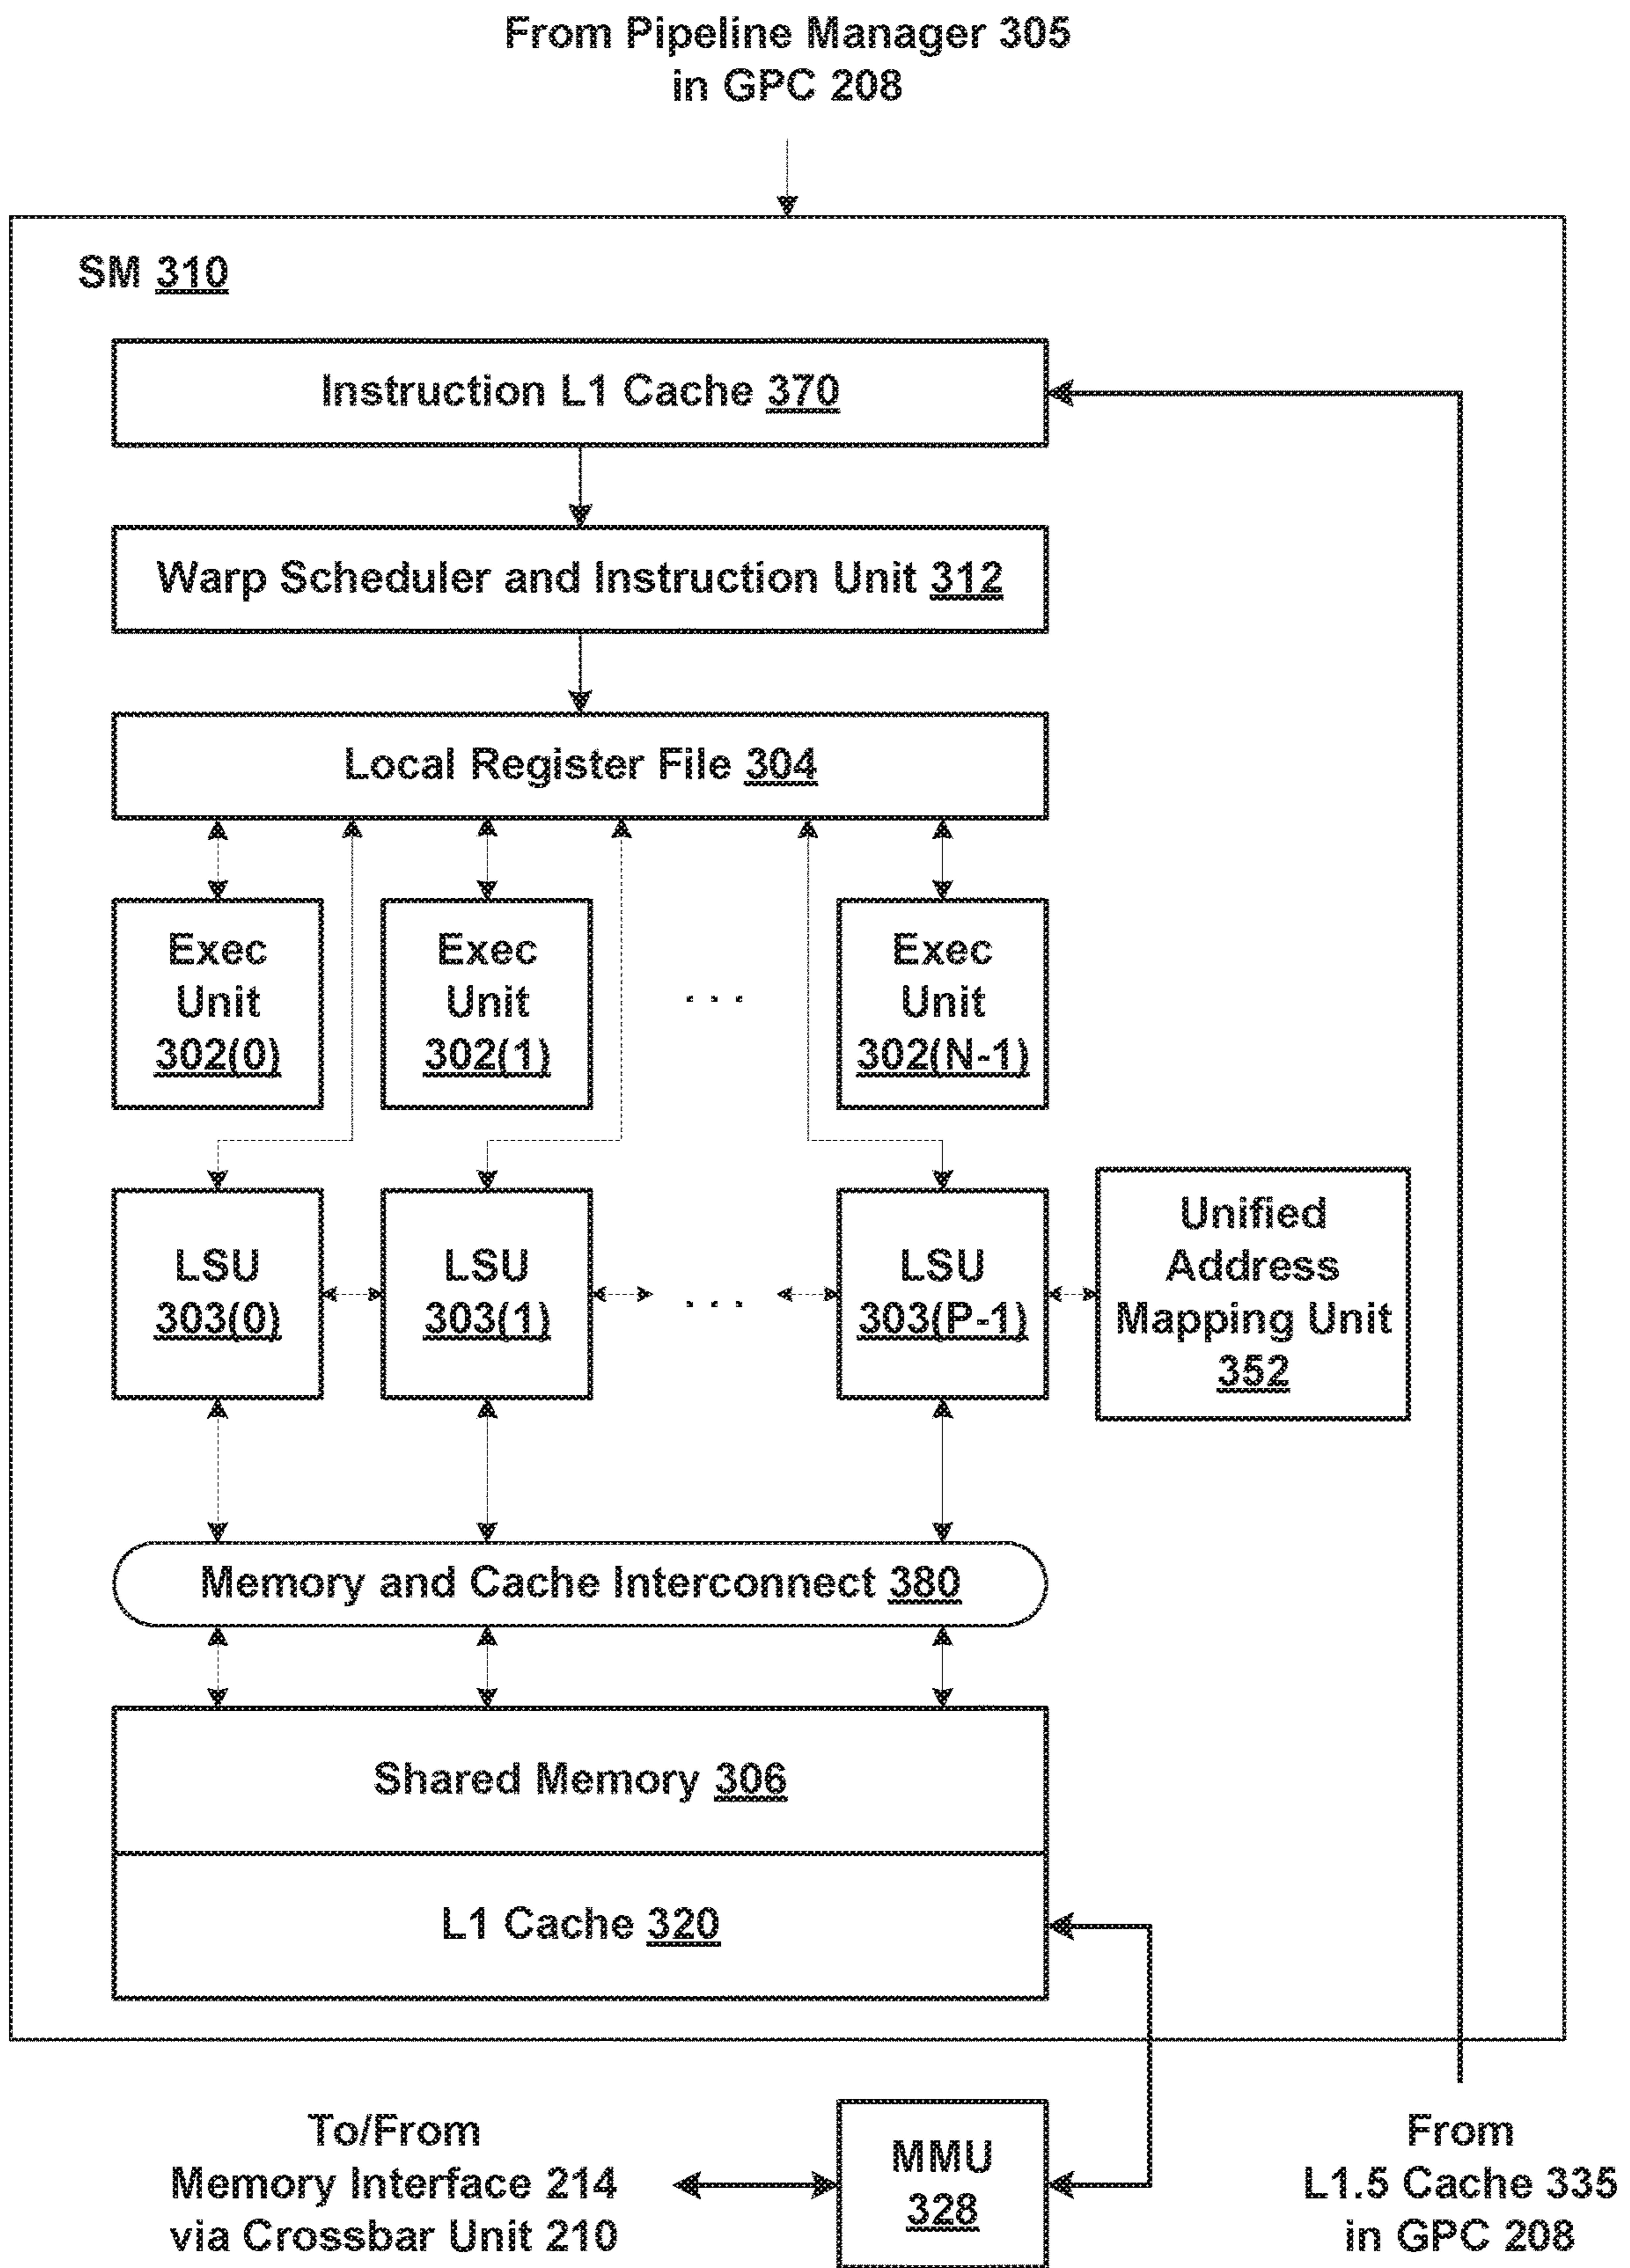 From Pipeline Manager 305
in GPC 208
SM 310
Instruction L1 Cache 370
Warp Scheduler and Instruction Unit 312
Local Register File 304
Exec
Unit
302(0)
Exec
Unit
302(1)
. . .
Exec
Unit
302(N-1)
LSU
303(0)
LSU
303(1)
. . .
LSU
303(P-1)
Unified
Address
Mapping Unit
352
Memory and Cache Interconnect 380
Shared Memory 306
L1 Cache 320
To/From
Memory Interface 214
via Crossbar Unit 210
MMU
328
From
L1.5 Cache 335
in GPC 208